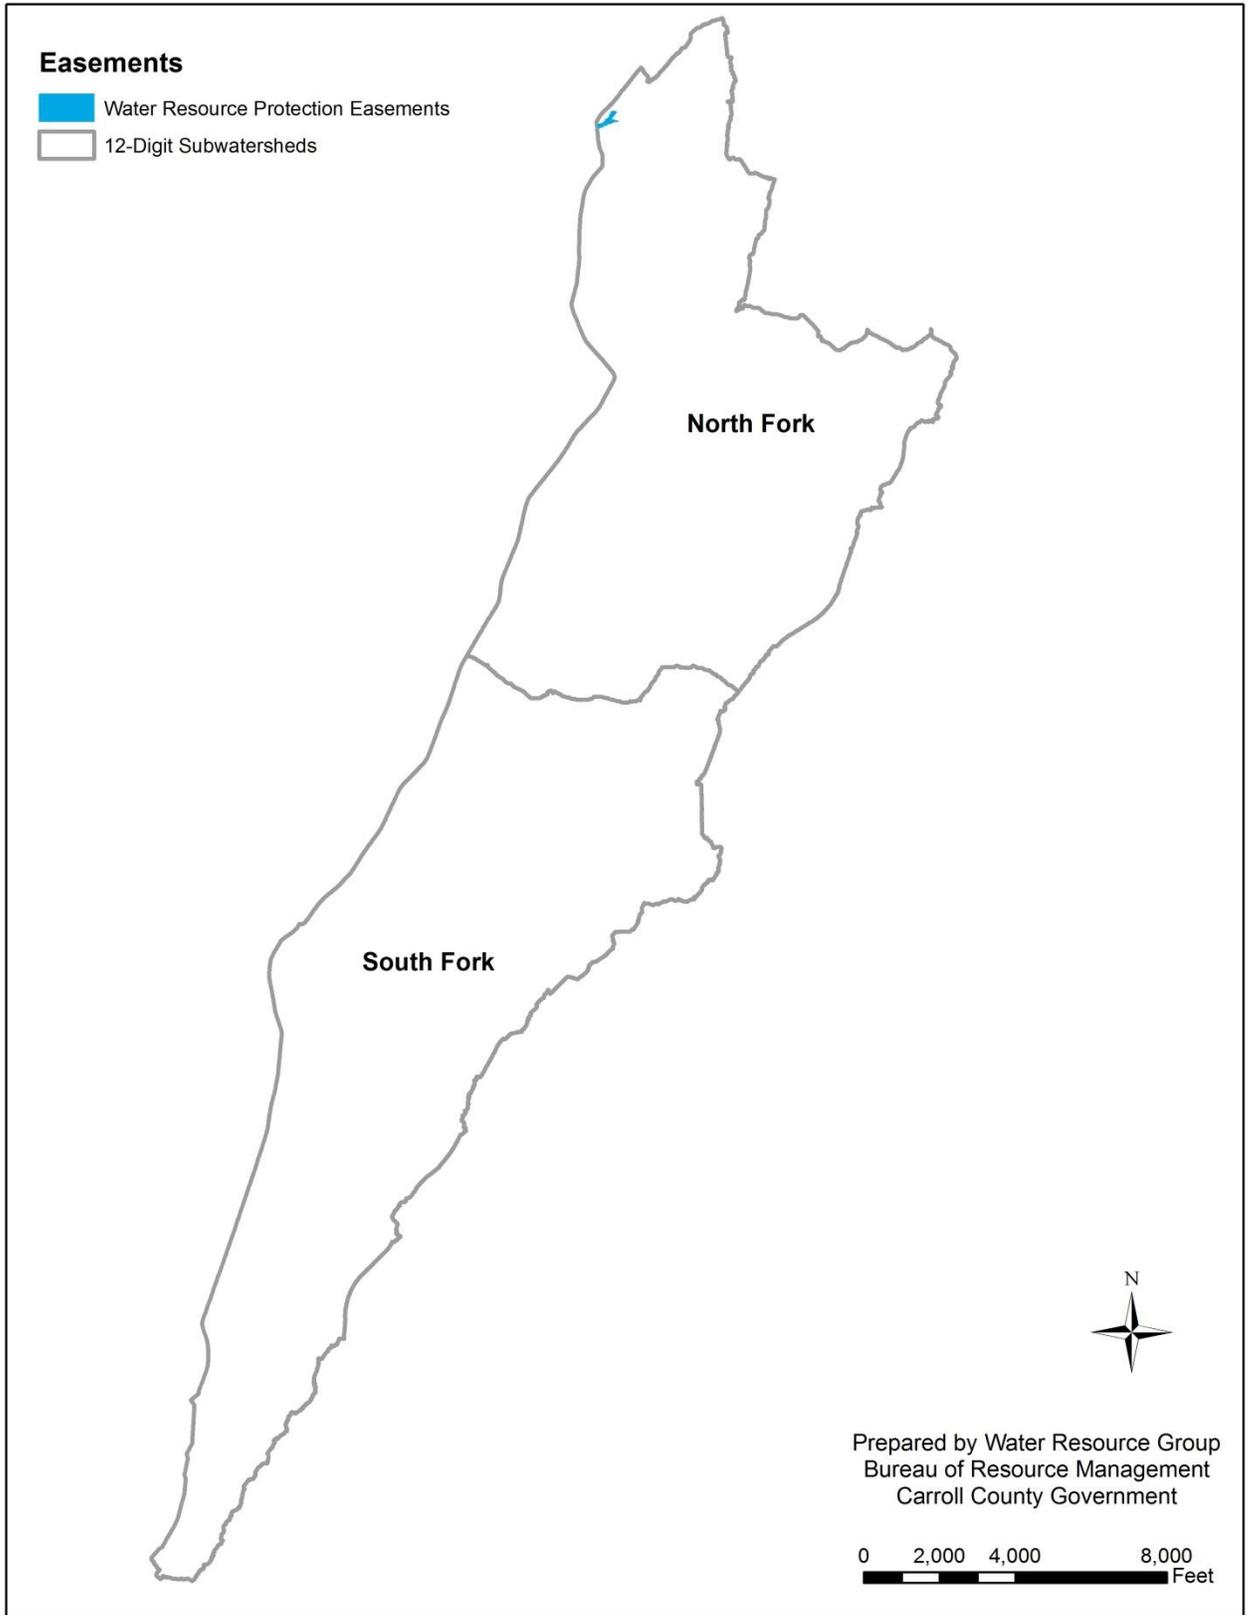 Easements
Water Resource Protection Easements
12-Digit Subwatersheds
North Fork
South Fork
N
Prepared by Water Resource Group
Bureau of Resource Management
Carroll County Government
0 2,000 4,000 8,000
Feet